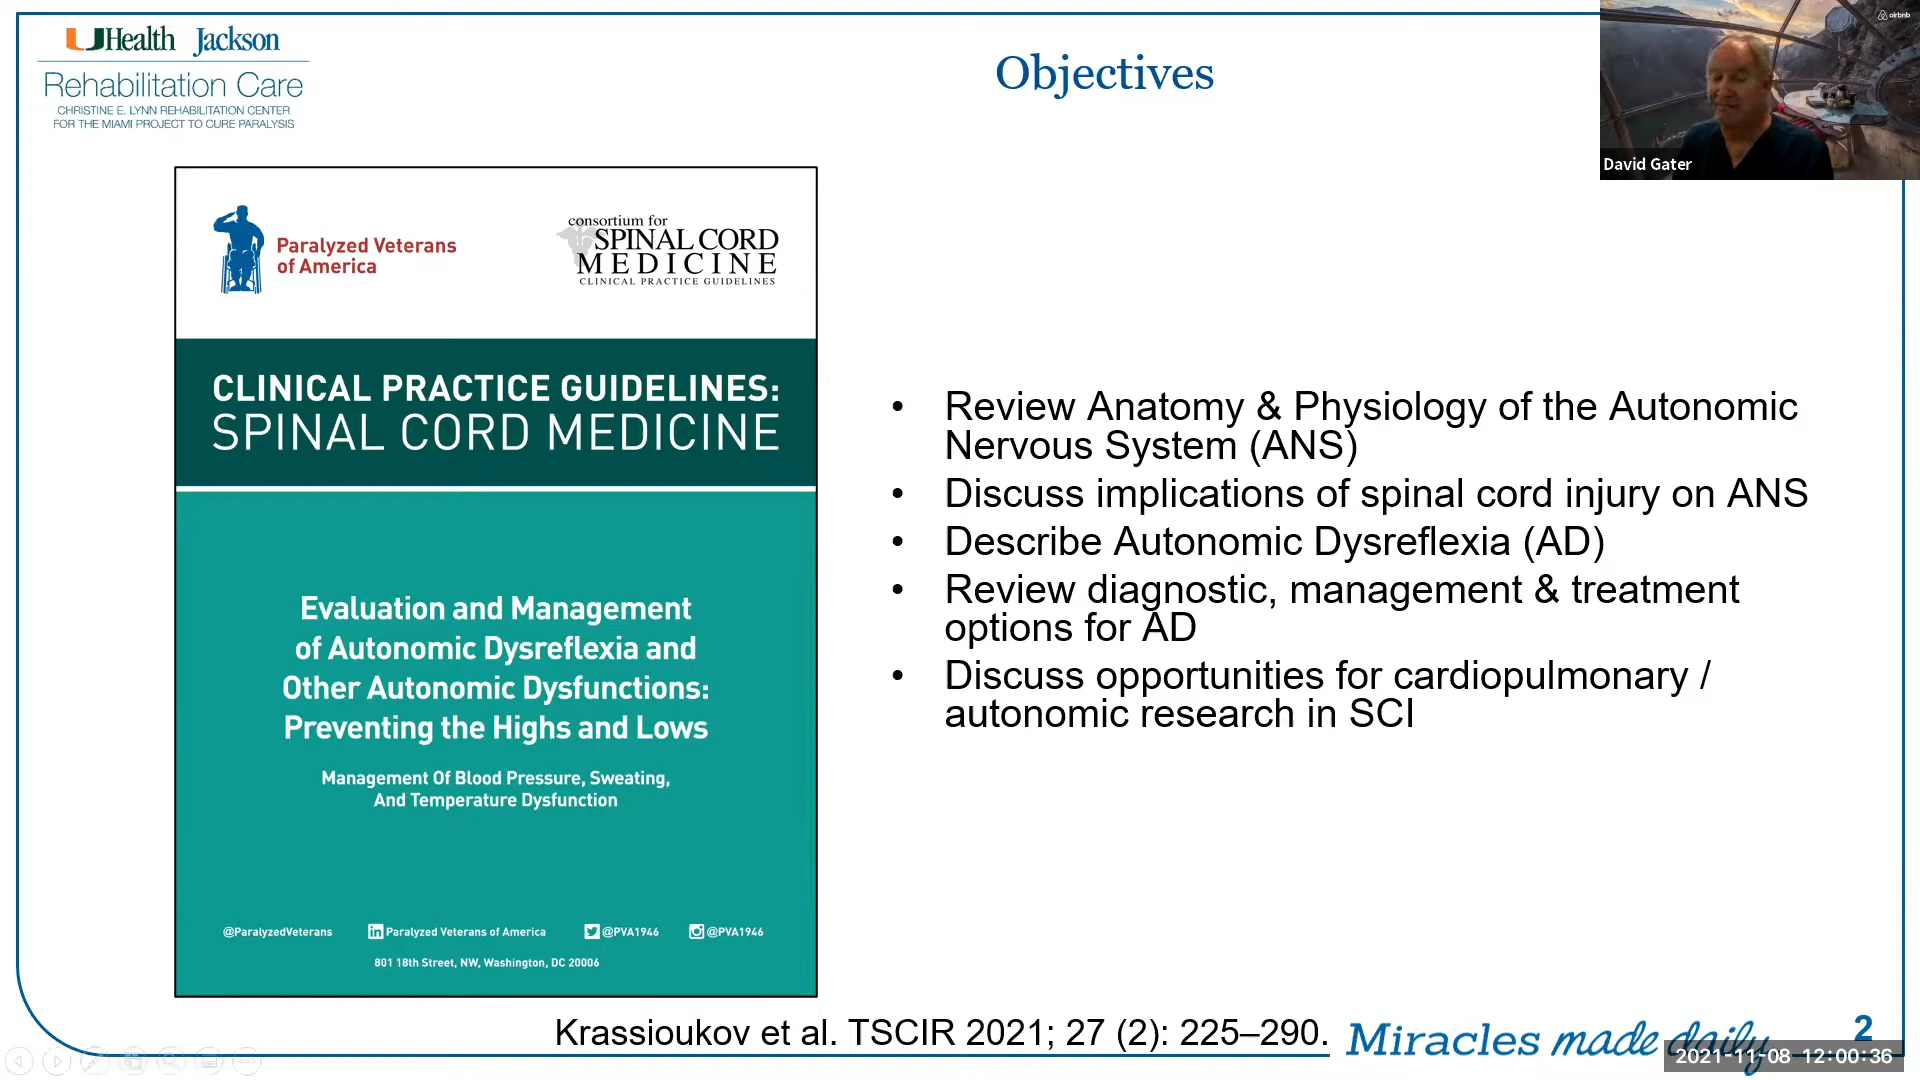 UHealth Jackson
Rehabilitation Care
CHRISTINE E. LYNN REHABILITATION CENTER
FOR THE MIAMI PROJECT TO CURE PARALYSIS
Objectives
airbnb
David Gater
Paralyzed Veterans
of America
consortium for
SPINAL CORD
MEDICINE
CLINICAL PRACTICE GUIDELINES
CLINICAL PRACTICE GUIDELINES:
SPINAL CORD MEDICINE
Evaluation and Management
of Autonomic Dysreflexia and
Other Autonomic Dysfunctions:
Preventing the Highs and Lows
Management Of Blood Pressure, Sweating,
And Temperature Dysfunction
@ParalyzedVeterans in Paralyzed Veterans of America @PVA1946 @PVA1946
801 18th Street, NW, Washington, DC 20006
• Review Anatomy & Physiology of the Autonomic
Nervous System (ANS)
• Discuss implications of spinal cord injury on ANS
• Describe Autonomic Dysreflexia (AD)
• Review diagnostic, management & treatment
options for AD
• Discuss opportunities for cardiopulmonary /
autonomic research in SCI
Krassioukov et al. TSCIR 2021; 27 (2): 225–290.
Miracles made daily
2
2021-11-08 12:00:36